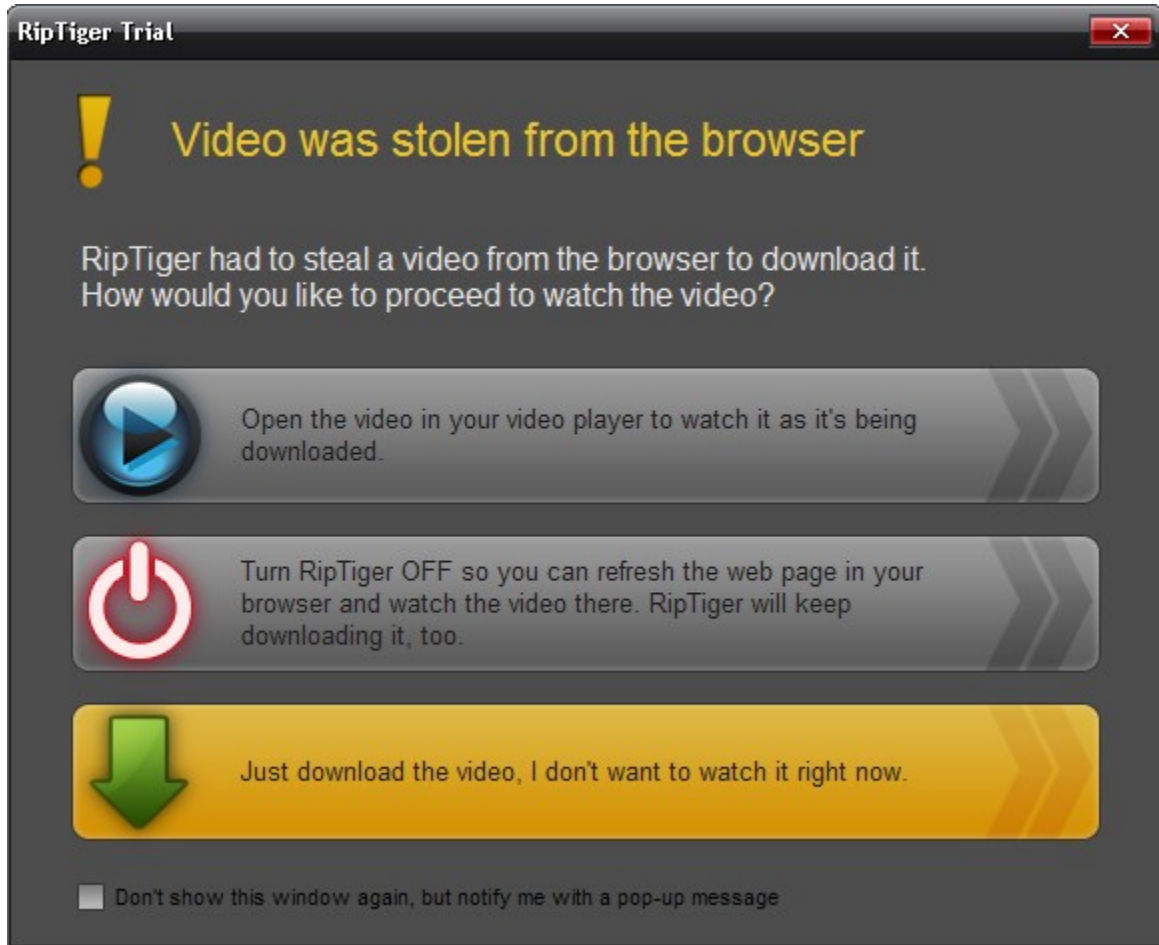 RipTiger Trial
Video was stolen from the browser
RipTiger had to steal a video from the browser to download it.
How would you like to proceed to watch the video?
Open the video in your video player to watch it as it's being
downloaded.
Turn RipTiger OFF so you can refresh the web page in your
browser and watch the video there. RipTiger will keep
downloading it, too.
Just download the video, I don't want to watch it right now.
Don't show this window again, but notify me with a pop-up message